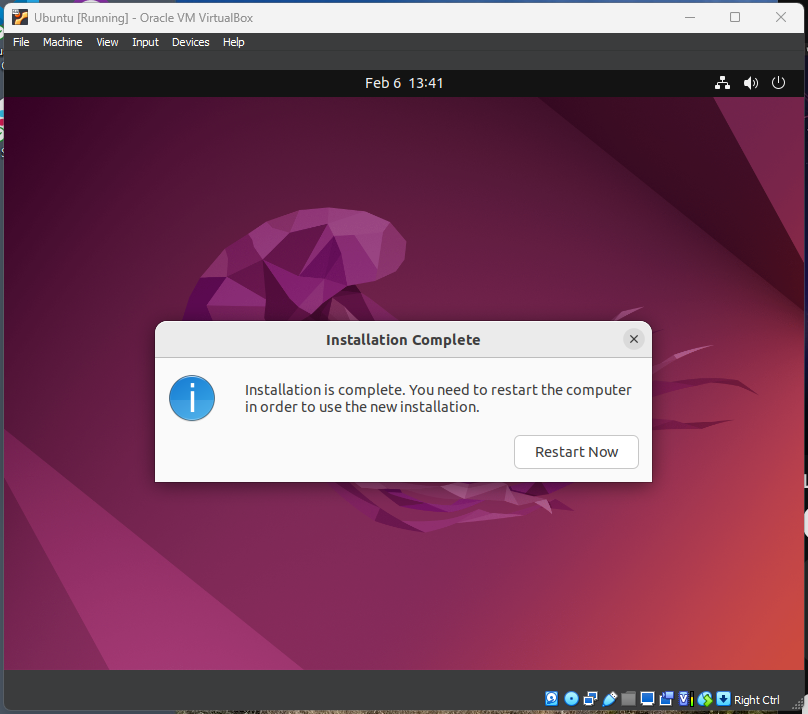 Ubuntu [Running] - Oracle VM VirtualBox
File Machine View Input Devices Help
Feb 6 13:41
Installation Complete
Installation is complete. You need to restart the computer
in order to use the new installation.
Restart Now
Right Ctrl